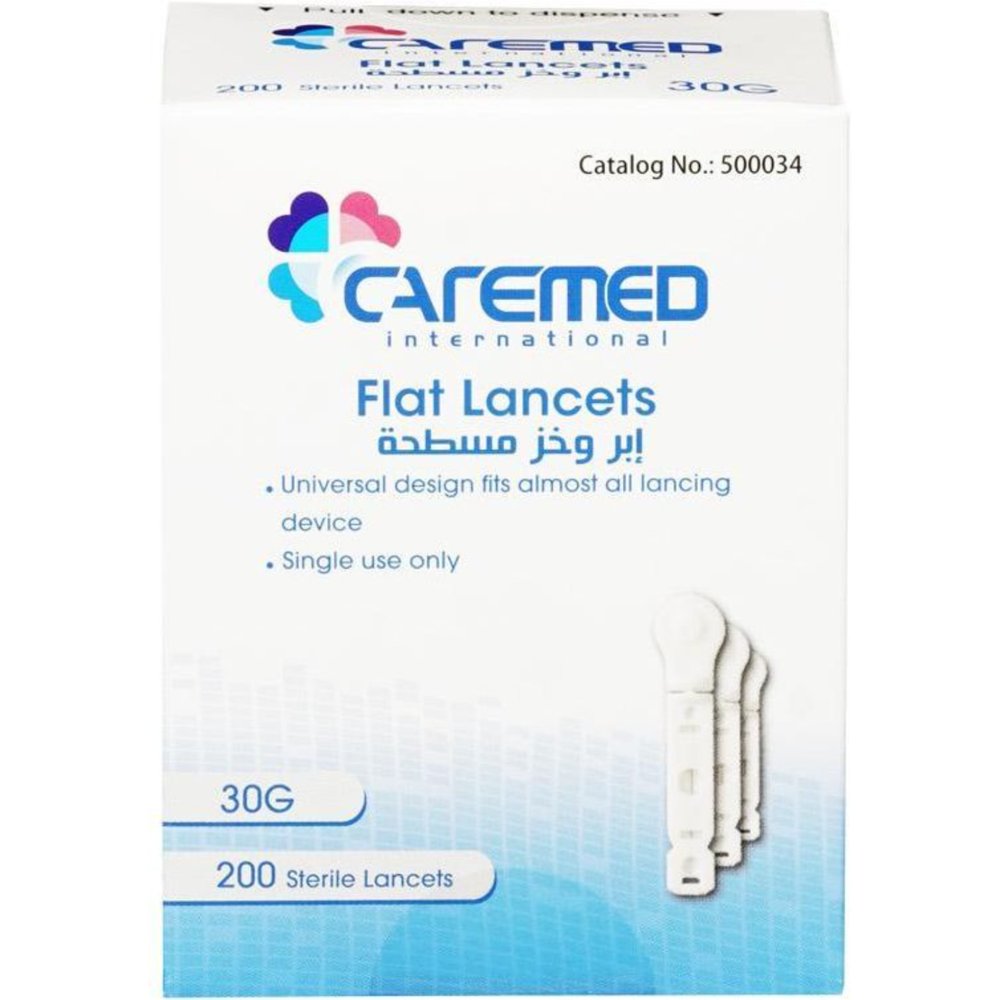 Pull down to dispense
CAREMED
international
Flat Lancets
إبر وخز مسطحة
200 Sterile Lancets
30G
Catalog No.: 500034
CAREMED
international
Flat Lancets
إبر وخز مسطحة
• Universal design fits almost all lancing
device
• Single use only
30G
200 Sterile Lancets